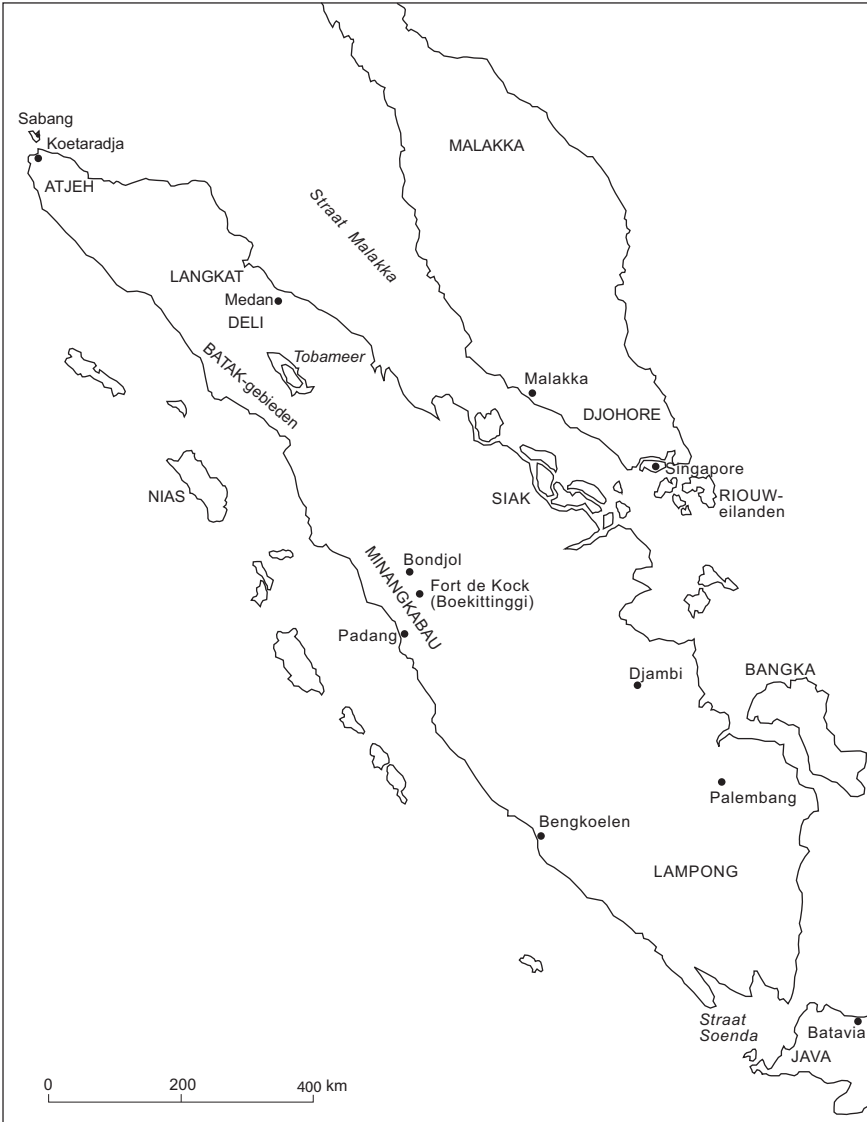 Sabang
Koetaradja
ATJEH
MALAKKA
Straat Malakka
LANGKAT
Medan
DELI
BATAK-gebieden
Tobameer
Malakka
DJOHORE
Singapore
RIOUW-
eilanden
NIAS
SIAK
MINANGKABAU
Bondjol
Fort de Kock
(Boekittinggi)
Padang
Djambi
BANGKA
Palembang
Bengkoelen
LAMPONG
Straat
Soenda
Batavia
JAVA
0 200 400 km